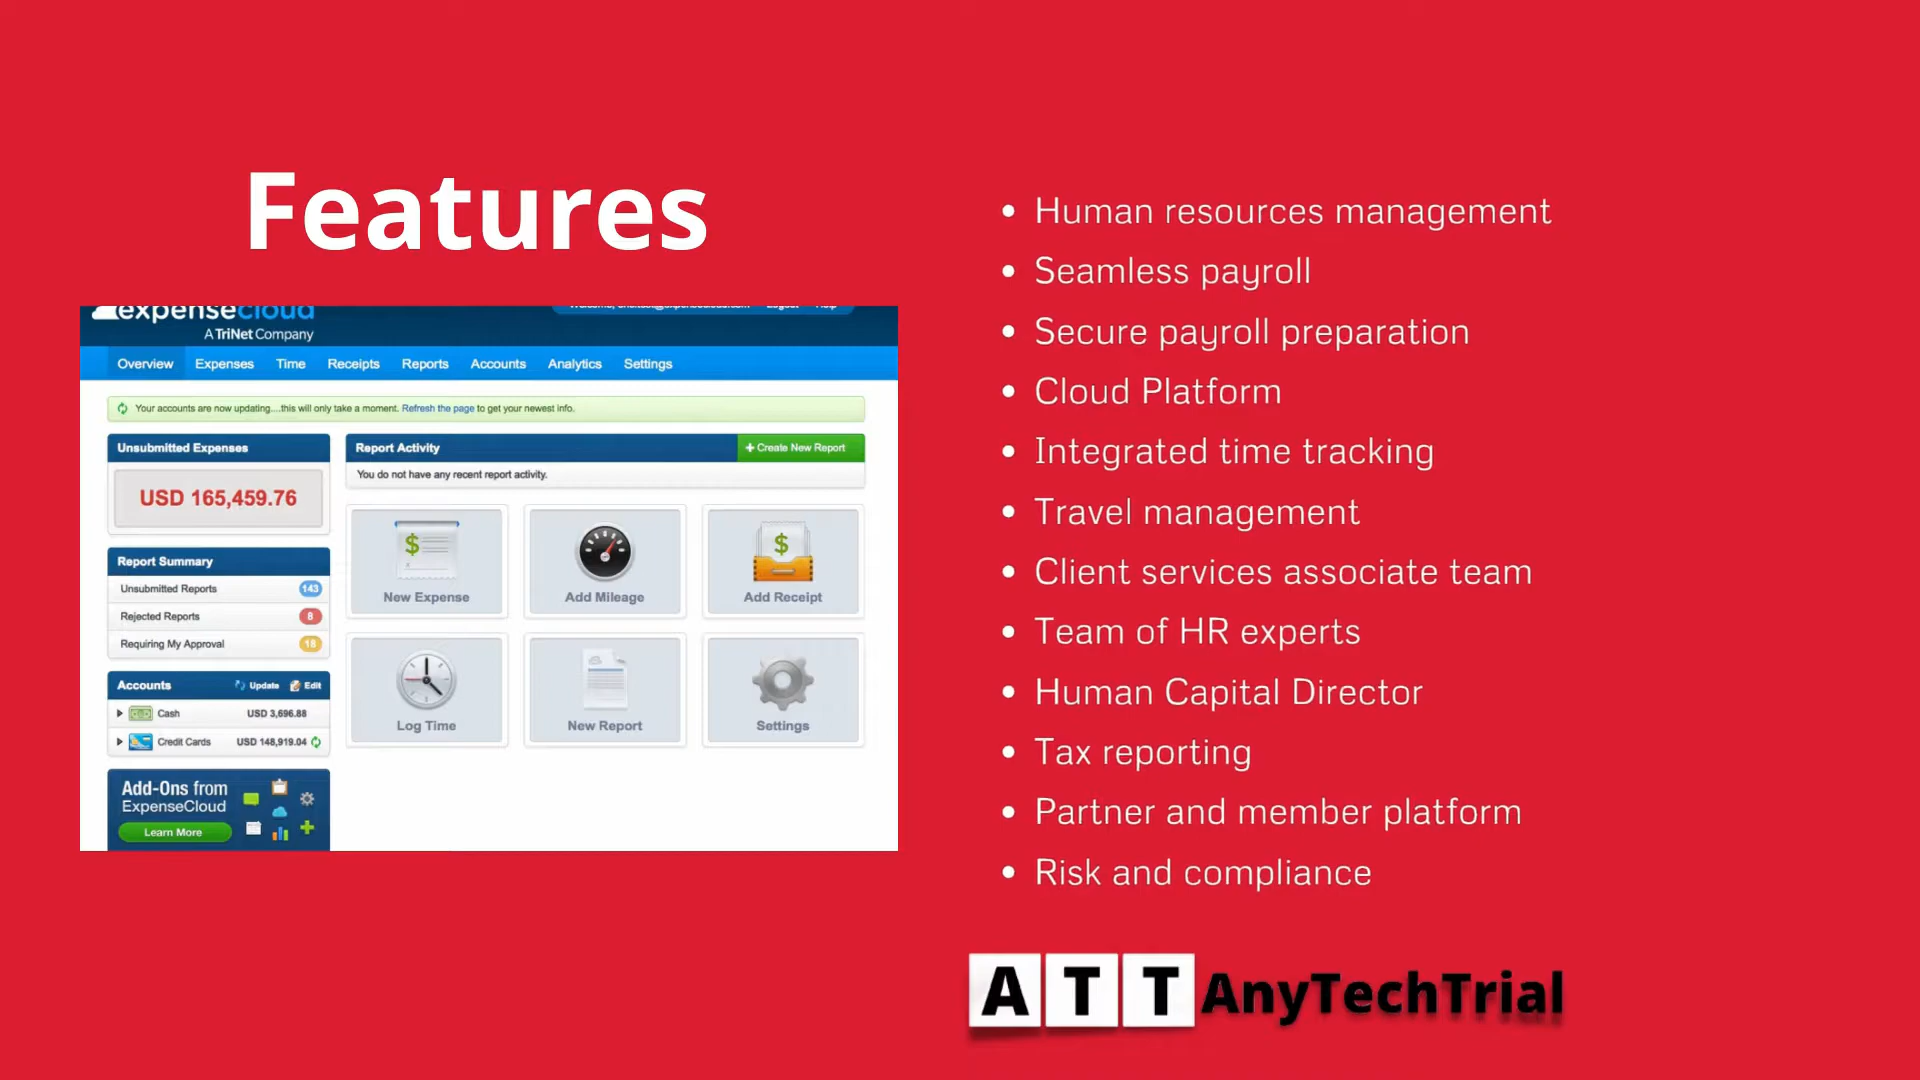 Features
expensecloud
A TriNet Company
Overview
Expenses
Time
Receipts
Reports
Accounts
Analytics
Settings
Your accounts are now updating....this will only take a moment. Refresh the page to get your newest info.
Unsubmitted Expenses
USD 165,459.76
Report Summary
Unsubmitted Reports 143
Rejected Reports 8
Requiring My Approval 18
Accounts Update Edit
Cash USD 3,696.88
Credit Cards USD 148,919.04
Add-Ons from
ExpenseCloud
Learn More
Report Activity
Create New Report
You do not have any recent report activity.
New Expense
Add Mileage
Add Receipt
Log Time
New Report
Settings
• Human resources management
• Seamless payroll
• Secure payroll preparation
• Cloud Platform
• Integrated time tracking
• Travel management
• Client services associate team
• Team of HR experts
• Human Capital Director
• Tax reporting
• Partner and member platform
• Risk and compliance
ATT AnyTechTrial